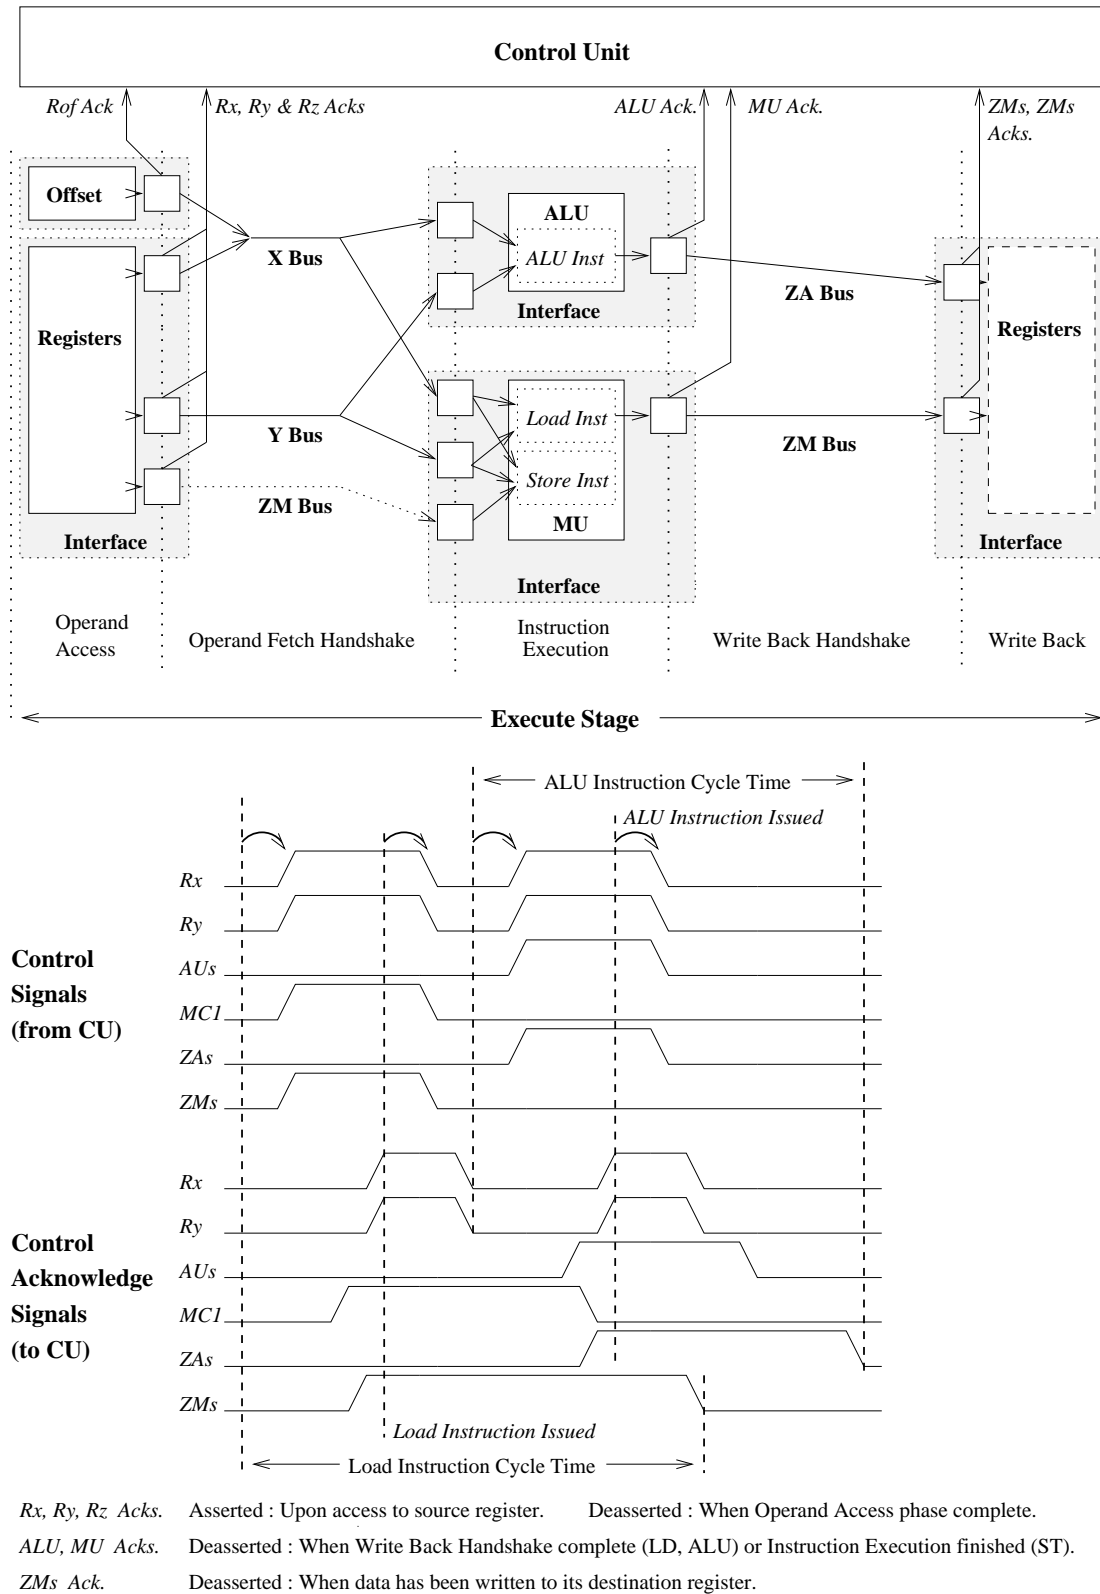 Control Unit
Rof Ack
Rx, Ry & Rz Acks
ALU Ack.
MU Ack.
ZMs, ZMs
Acks.
Offset
ALU
ALU Inst
X Bus
Interface
ZA Bus
Registers
Registers
Load Inst
Y Bus
ZM Bus
Store Inst
ZM Bus
MU
Interface
Interface
Interface
Operand
Access
Operand Fetch Handshake
Instruction
Execution
Write Back Handshake
Write Back
Execute Stage
ALU Instruction Cycle Time
ALU Instruction Issued
Rx
Ry
Control
Signals
(from CU)
AUs
MC1
ZAs
ZMs
Rx
Ry
Control
Acknowledge
Signals
(to CU)
AUs
MC1
ZAs
ZMs
Load Instruction Issued
Load Instruction Cycle Time
Rx, Ry, Rz Acks. Asserted : Upon access to source register. Deasserted : When Operand Access phase complete.
ALU, MU Acks. Deasserted : When Write Back Handshake complete (LD, ALU) or Instruction Execution finished (ST).
ZMs Ack. Deasserted : When data has been written to its destination register.